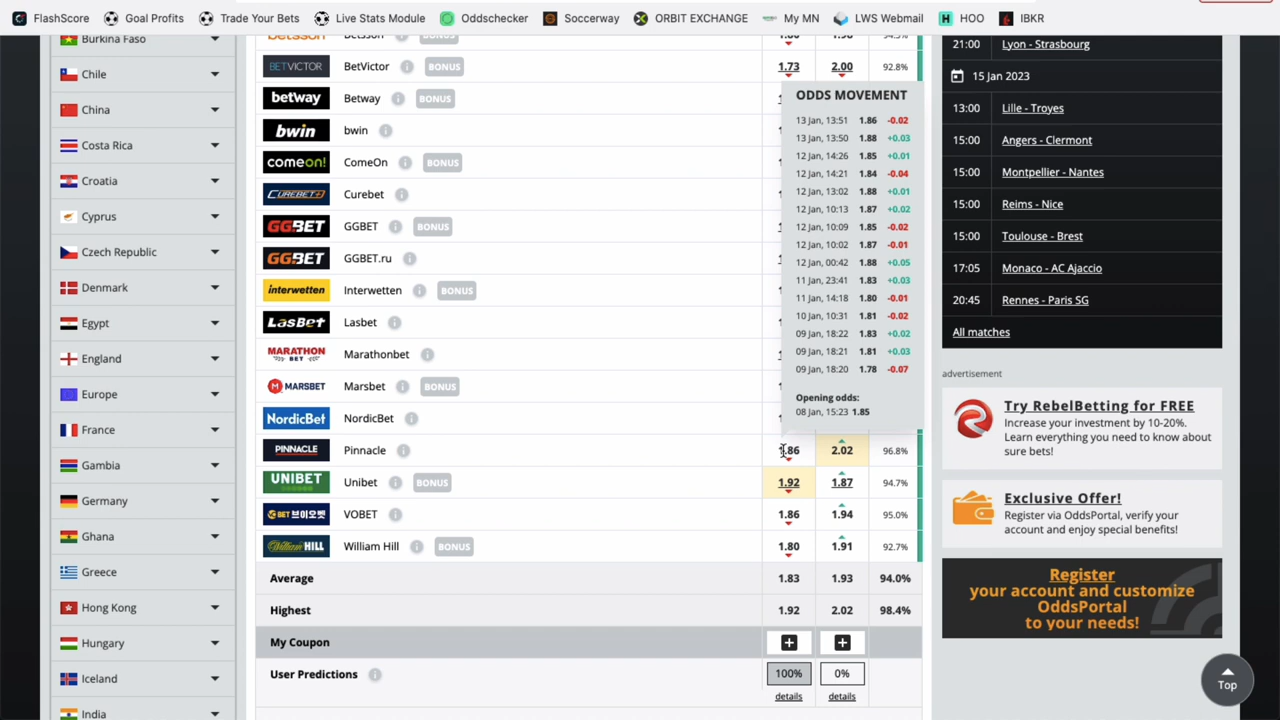 FlashScore Goal Profits Trade Your Bets Live Stats Module Oddschecker Soccerway ORBIT EXCHANGE My MN LWS Webmail HOO IBKR
Burkina Faso
Chile
China
Costa Rica
Croatia
Cyprus
Czech Republic
Denmark
Egypt
England
Europe
France
Gambia
Germany
Ghana
Greece
Hong Kong
Hungary
Iceland
India
Betsson BONUS
BETVICTOR BetVictor BONUS 1.73 2.00 92.8%
betway Betway BONUS
bwin bwin
comeon! ComeOn BONUS
CUREBET Curebet
GGBET GGBET BONUS
GGBET GGBET.ru
interwetten Interwetten BONUS
LASBET Lasbet
MARATHON BET Marathonbet
MARSBET Marsbet BONUS
NordicBet NordicBet
PINNACLE Pinnacle 1.86 2.02 96.8%
UNIBET Unibet BONUS 1.92 1.87 94.7%
BET 브이오벳 VOBET 1.86 1.94 95.0%
William HILL William Hill BONUS 1.80 1.91 92.7%
Average 1.83 1.93 94.0%
Highest 1.92 2.02 98.4%
My Coupon + +
User Predictions 100% 0%
details details
ODDS MOVEMENT
13 Jan, 13:51 1.86 -0.02
13 Jan, 13:50 1.88 +0.03
12 Jan, 14:26 1.85 +0.01
12 Jan, 14:21 1.84 -0.04
12 Jan, 13:02 1.88 +0.01
12 Jan, 10:13 1.87 +0.02
12 Jan, 10:09 1.85 -0.02
12 Jan, 10:02 1.87 -0.01
12 Jan, 00:42 1.88 +0.05
11 Jan, 23:41 1.83 +0.03
11 Jan, 14:18 1.80 -0.01
10 Jan, 10:31 1.81 -0.02
09 Jan, 18:22 1.83 +0.02
09 Jan, 18:21 1.81 +0.03
09 Jan, 18:20 1.78 -0.07
Opening odds:
08 Jan, 15:23 1.85
21:00 Lyon - Strasbourg
15 Jan 2023
13:00 Lille - Troyes
15:00 Angers - Clermont
15:00 Montpellier - Nantes
15:00 Reims - Nice
15:00 Toulouse - Brest
17:05 Monaco - AC Ajaccio
20:45 Rennes - Paris SG
All matches
advertisement
Try RebelBetting for FREE
Increase your investment by 10-20%.
Learn everything you need to know about
sure bets!
Exclusive Offer!
Register via OddsPortal, verify your
account and enjoy special benefits!
Register
your account and customize
OddsPortal
to your needs!
Top